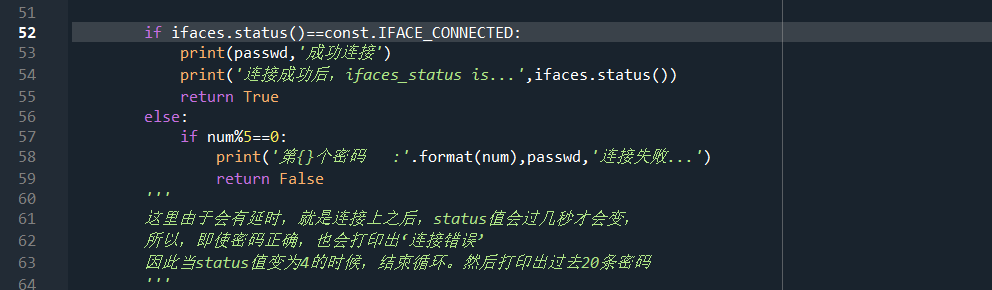 51
52 if ifaces.status()==const.IFACE_CONNECTED:
53 print(passwd,'成功连接')
54 print('连接成功后，ifaces_status is...',ifaces.status())
55 return True
56 else:
57 if num%5==0:
58 print('第{}个密码   :'.format(num),passwd,'连接失败...')
59 return False
60 '''
61 这里由于会有延时，就是连接上之后，status值会过几秒才会变，
62 所以，即使密码正确，也会打印出‘连接错误’
63 因此当status值变为4的时候，结束循环。然后打印出过去20条密码
64 '''